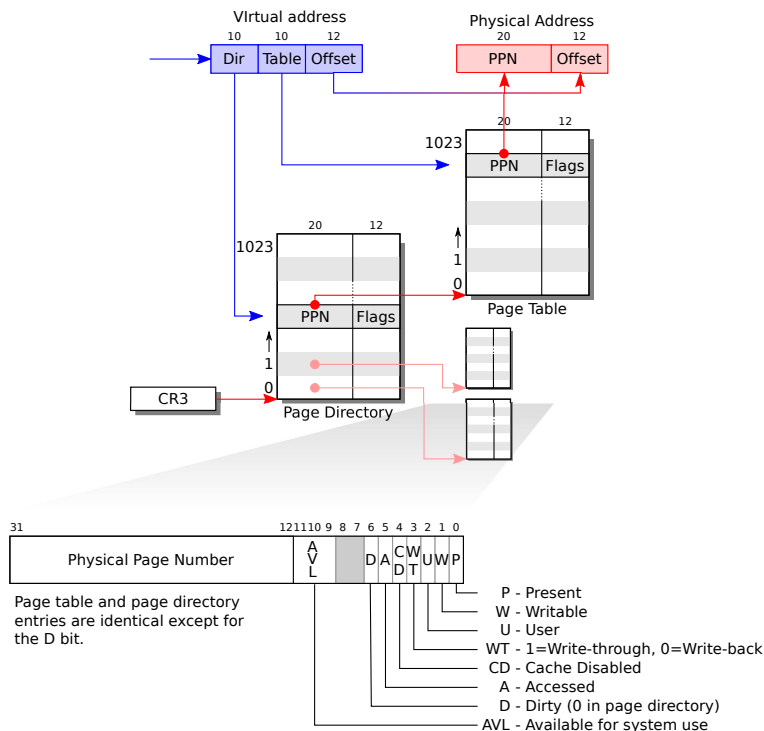 VIrtual address
Physical Address
10 10 12
20 12
Dir Table Offset
PPN Offset
20 12
1023
PPN Flags
1
0
Page Table
20 12
1023
PPN Flags
1
0
CR3
Page Directory
31 12 11 10 9 8 7 6 5 4 3 2 1 0
Physical Page Number AVL D A CD WT U W P
Page table and page directory
entries are identical except for
the D bit.
P - Present
W - Writable
U - User
WT - 1=Write-through, 0=Write-back
CD - Cache Disabled
A - Accessed
D - Dirty (0 in page directory)
AVL - Available for system use